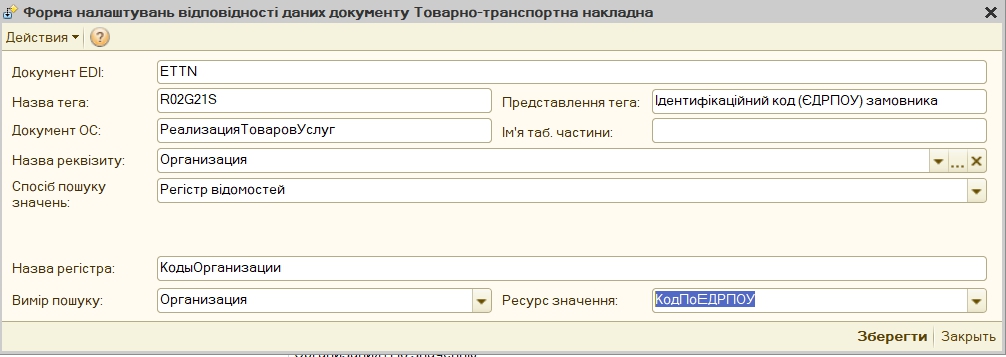 Форма налаштувань відповідності даних документу Товарно-транспортна накладна
Действия
Документ EDI: ETTN
Назва тега: R02G21S Представлення тега: Ідентифікаційний код (ЄДРПОУ) замовника
Документ ОС: РеализацияТоваровУслуг Ім'я таб. частини:
Назва реквізиту: Организация ...
Спосіб пошуку значень: Регістр відомостей
Назва регістра: КодыОрганизации
Вимір пошуку: Организация Ресурс значення: КодПоЕДРПОУ
Зберегти Закрыть